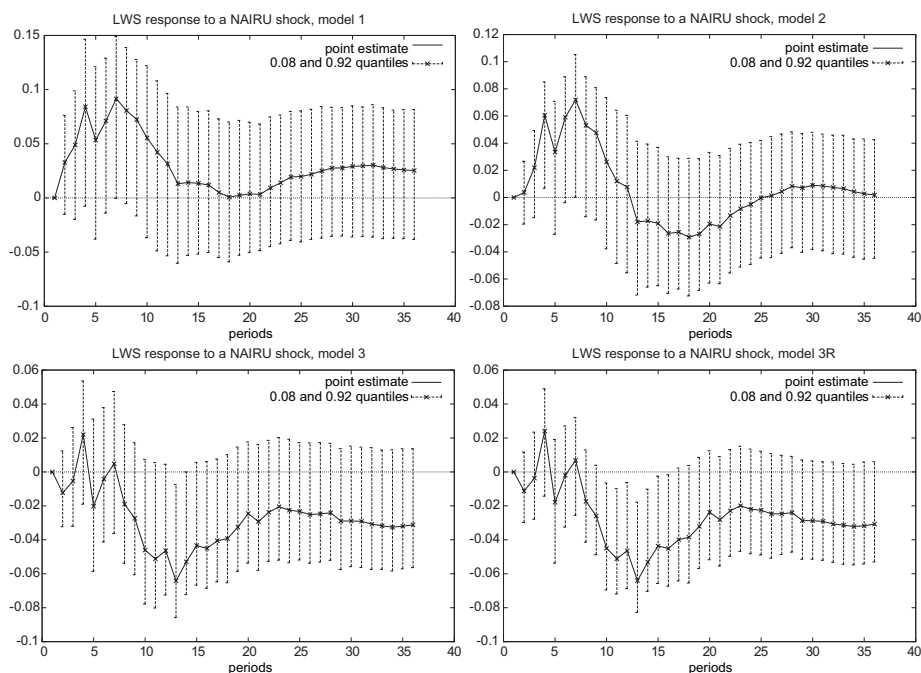 LWS response to a NAIRU shock, model 1
point estimate
0.08 and 0.92 quantiles
0.15
0.1
0.05
0
-0.05
-0.1
0 5 10 15 20 25 30 35 40
periods
LWS response to a NAIRU shock, model 2
point estimate
0.08 and 0.92 quantiles
0.12
0.1
0.08
0.06
0.04
0.02
0
-0.02
-0.04
-0.06
-0.08
0 5 10 15 20 25 30 35 40
periods
LWS response to a NAIRU shock, model 3
point estimate
0.08 and 0.92 quantiles
0.06
0.04
0.02
0
-0.02
-0.04
-0.06
-0.08
-0.1
0 5 10 15 20 25 30 35 40
periods
LWS response to a NAIRU shock, model 3R
point estimate
0.08 and 0.92 quantiles
0.06
0.04
0.02
0
-0.02
-0.04
-0.06
-0.08
-0.1
0 5 10 15 20 25 30 35 40
periods